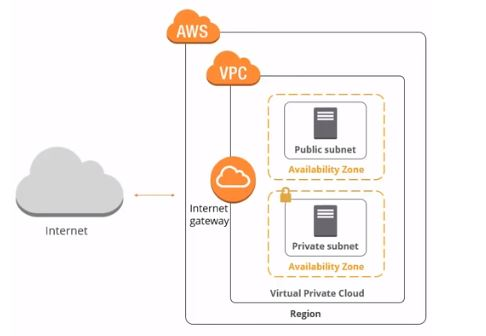 AWS
VPC
Public subnet
Availability Zone
Internet
gateway
Internet
Private subnet
Availability Zone
Virtual Private Cloud
Region